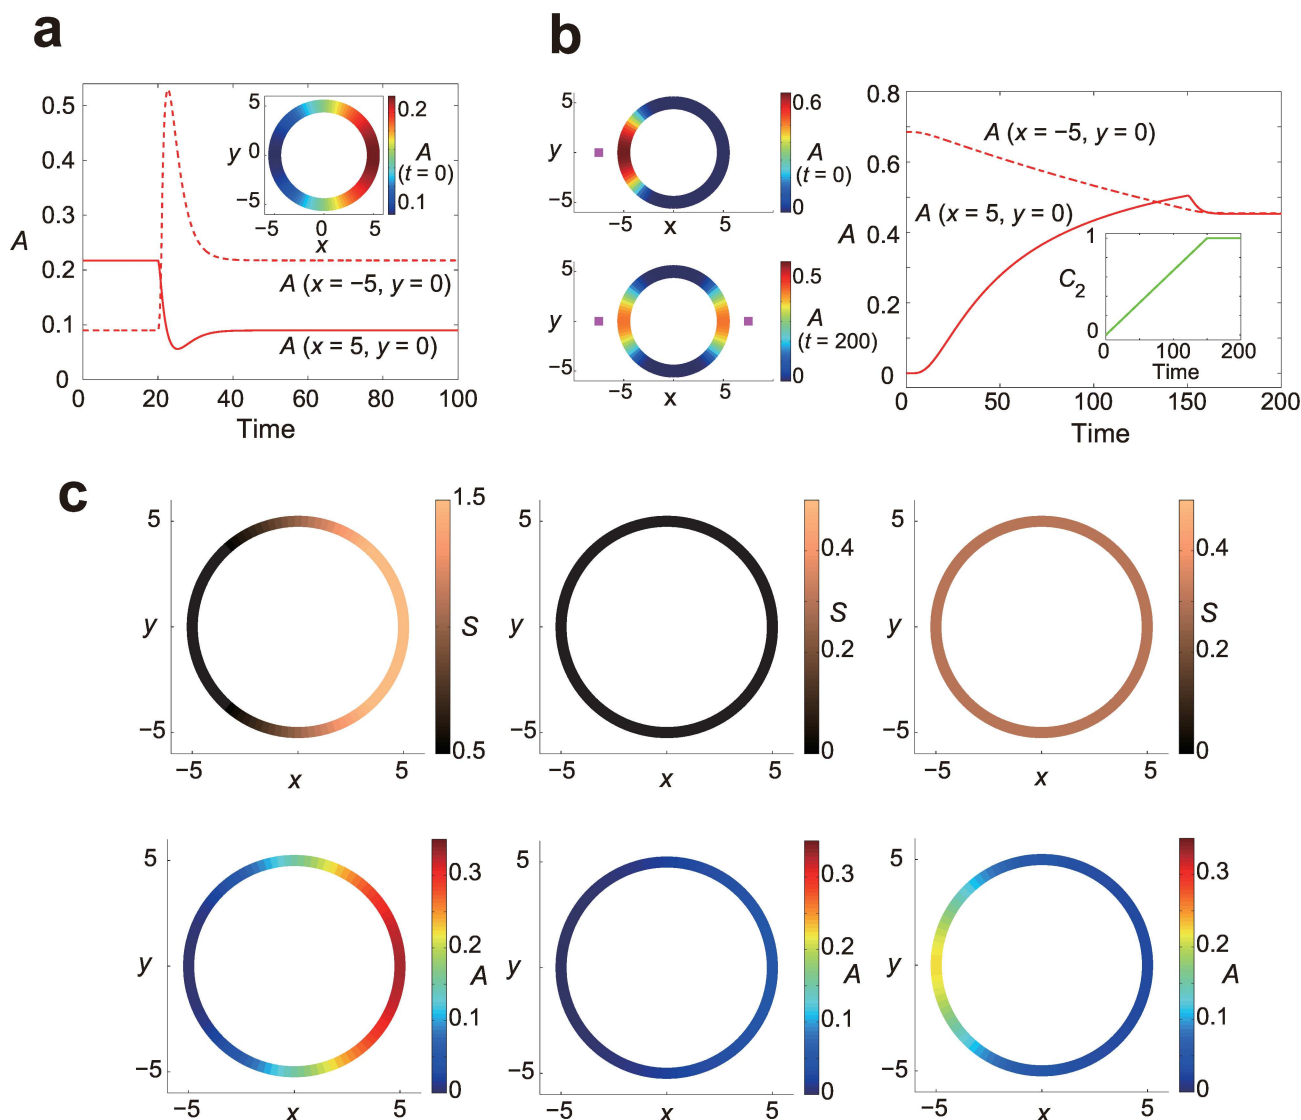 a
b
0.5
0.4
0.3
A
0.2
0.1
0
0 20 40 60 80 100
Time
A (x = −5, y = 0)
A (x = 5, y = 0)
5
y 0
−5
−5 0 5
x
0.2
A
(t = 0)
0.1
5
y
−5
−5 0 5
x
0.6
A
(t = 0)
0
5
y
−5
−5 0 5
x
0.5
A
(t = 200)
0
0.8
0.6
A 0.4
0.2
0
0 50 100 150 200
Time
A (x = −5, y = 0)
A (x = 5, y = 0)
1
C2
0
0 100 200
Time
c
5
y
−5
−5 5
x
1.5
S
0.5
5
y
−5
−5 5
x
0.4
S
0.2
0
5
y
−5
−5 5
x
0.4
S
0.2
0
5
y
−5
−5 5
x
0.3
0.2
A
0.1
0
5
y
−5
−5 5
x
0.3
0.2
A
0.1
0
5
y
−5
−5 5
x
0.3
0.2
A
0.1
0